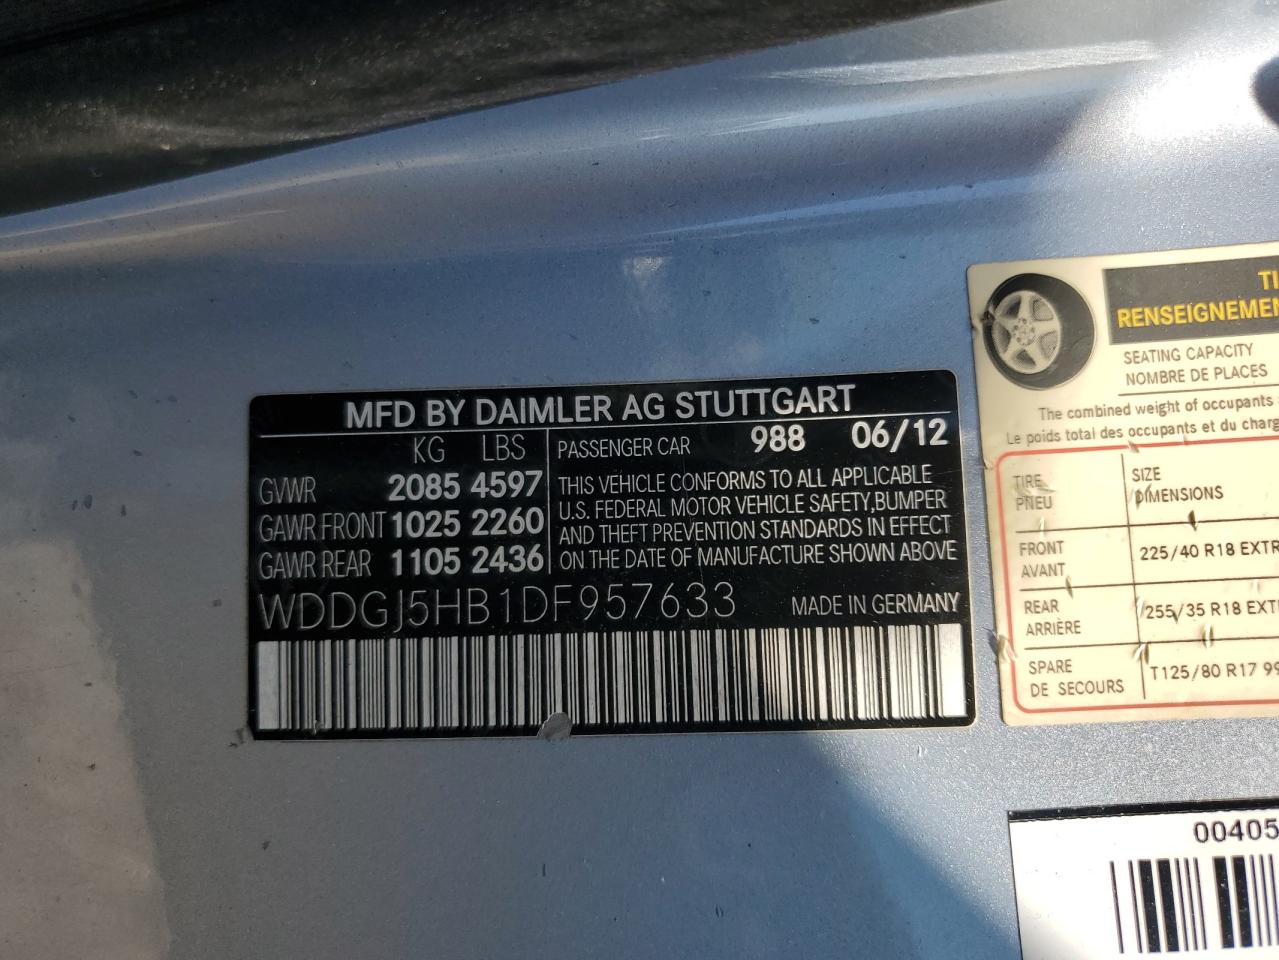 MFD BY DAIMLER AG STUTTGART
KG LBS
GVWR 2085 4597
GAWR FRONT 1025 2260
GAWR REAR 1105 2436
PASSENGER CAR 988 06/12
THIS VEHICLE CONFORMS TO ALL APPLICABLE
U.S. FEDERAL MOTOR VEHICLE SAFETY, BUMPER
AND THEFT PREVENTION STANDARDS IN EFFECT
ON THE DATE OF MANUFACTURE SHOWN ABOVE
WDDGJ5HB1DF957633 MADE IN GERMANY
TI
RENSEIGNEMEN
SEATING CAPACITY
NOMBRE DE PLACES
The combined weight of occupants
Le poids total des occupants et du charg
TIRE SIZE
PNEU DIMENSIONS
FRONT
AVANT 225/40 R18 EXTR
REAR
ARRIÈRE 255/35 R18 EXT
SPARE
DE SECOURS T125/80 R17 99
00405